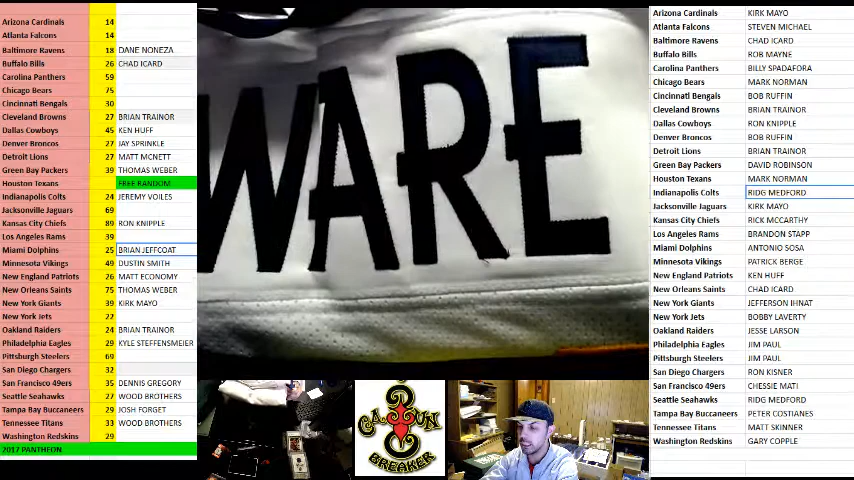 Arizona Cardinals 14
Atlanta Falcons 14
Baltimore Ravens 18 DANE NONEZA
Buffalo Bills 26 CHAD ICARD
Carolina Panthers 59
Chicago Bears 75
Cincinnati Bengals 30
Cleveland Browns 27 BRIAN TRAINOR
Dallas Cowboys 45 KEN HUFF
Denver Broncos 27 JAY SPRINKLE
Detroit Lions 27 MATT MCNETT
Green Bay Packers 39 THOMAS WEBER
Houston Texans FREE RANDOM
Indianapolis Colts 24 JEREMY VOILES
Jacksonville Jaguars 69
Kansas City Chiefs 89 RON KNIPPLE
Los Angeles Rams 39
Miami Dolphins 25 BRIAN JEFFCOAT
Minnesota Vikings 49 DUSTIN SMITH
New England Patriots 26 MATT ECONOMY
New Orleans Saints 75 THOMAS WEBER
New York Giants 39 KIRK MAYO
New York Jets 22
Oakland Raiders 24 BRIAN TRAINOR
Philadelphia Eagles 29 KYLE STEFFENSMEIER
Pittsburgh Steelers 69
San Diego Chargers 32
San Francisco 49ers 35 DENNIS GREGORY
Seattle Seahawks 27 WOOD BROTHERS
Tampa Bay Buccaneers 29 JOSH FORGET
Tennessee Titans 33 WOOD BROTHERS
Washington Redskins 29
2017 PANTHEON
WARE
CAJUN
BREAKER
Arizona Cardinals KIRK MAYO
Atlanta Falcons STEVEN MICHAEL
Baltimore Ravens CHAD ICARD
Buffalo Bills ROB MAYNE
Carolina Panthers BILLY SPADAFORA
Chicago Bears MARK NORMAN
Cincinnati Bengals BOB RUFFIN
Cleveland Browns BRIAN TRAINOR
Dallas Cowboys RON KNIPPLE
Denver Broncos BOB RUFFIN
Detroit Lions BRIAN TRAINOR
Green Bay Packers DAVID ROBINSON
Houston Texans MARK NORMAN
Indianapolis Colts RIDG MEDFORD
Jacksonville Jaguars KIRK MAYO
Kansas City Chiefs RICK MCCARTHY
Los Angeles Rams BRANDON STAPP
Miami Dolphins ANTONIO SOSA
Minnesota Vikings PATRICK BERGE
New England Patriots KEN HUFF
New Orleans Saints CHAD ICARD
New York Giants JEFFERSON IHNAT
New York Jets BOBBY LAVERTY
Oakland Raiders JESSE LARSON
Philadelphia Eagles JIM PAUL
Pittsburgh Steelers JIM PAUL
San Diego Chargers RON KISNER
San Francisco 49ers CHESSIE MATI
Seattle Seahawks RIDG MEDFORD
Tampa Bay Buccaneers PETER COSTIANES
Tennessee Titans MATT SKINNER
Washington Redskins GARY COPPLE